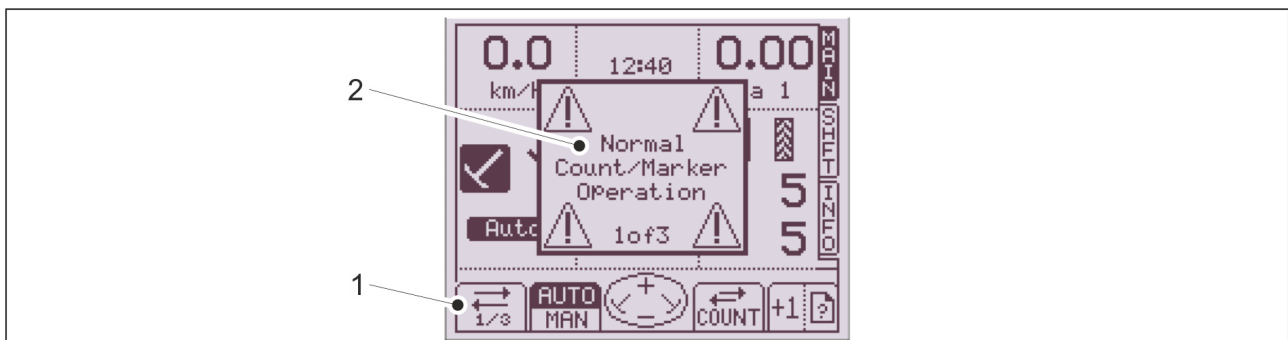 0.0
12:40
0.00
km/h
a 1
MAIN
SHFT
INFO
2
Normal
Count/Marker
Operation
1of3
5
5
Auto
1
1/3
AUTO
MAN
+
-
COUNT
+1
?